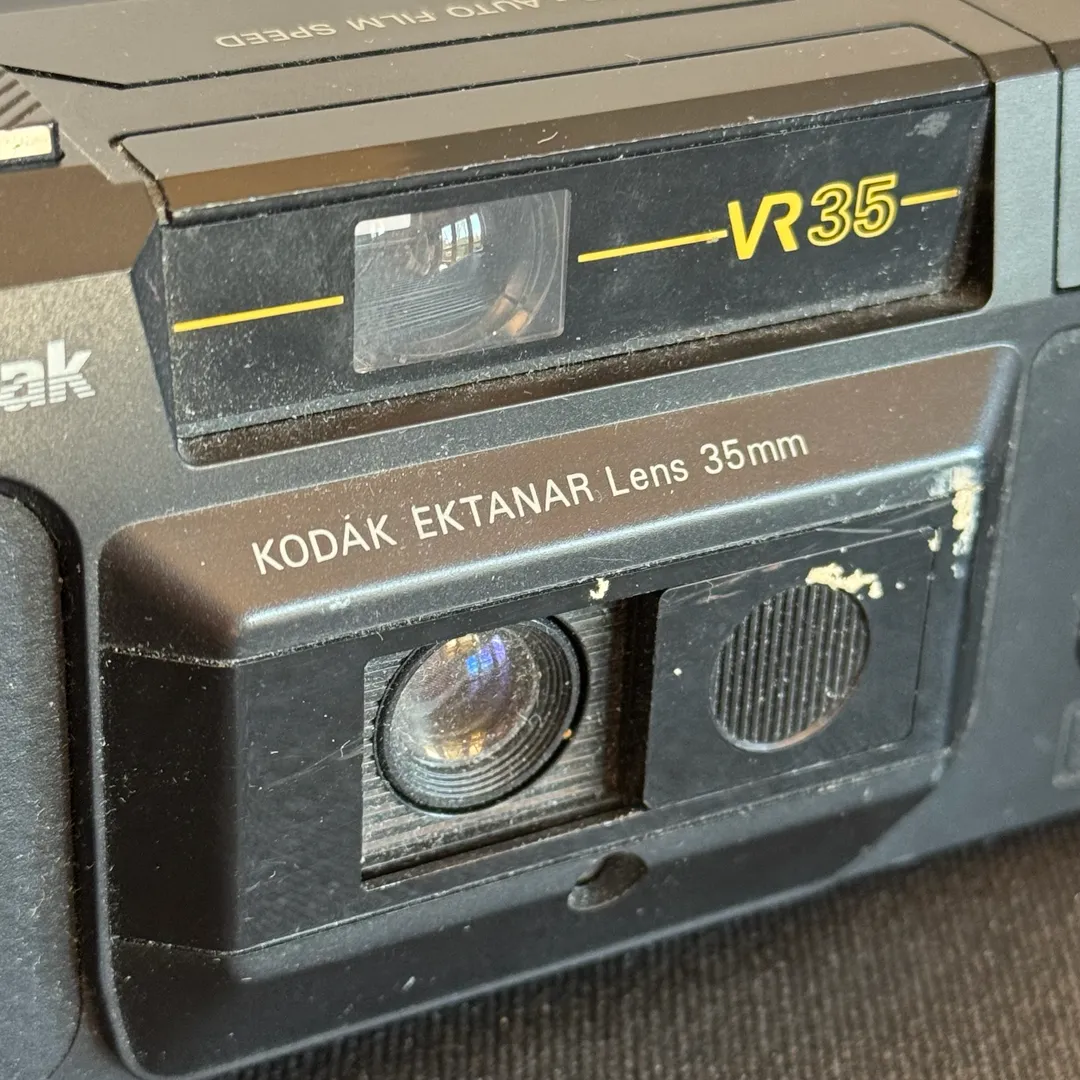 AUTO FILM SPEED
VR35
ak
KODAK EKTANAR Lens 35mm